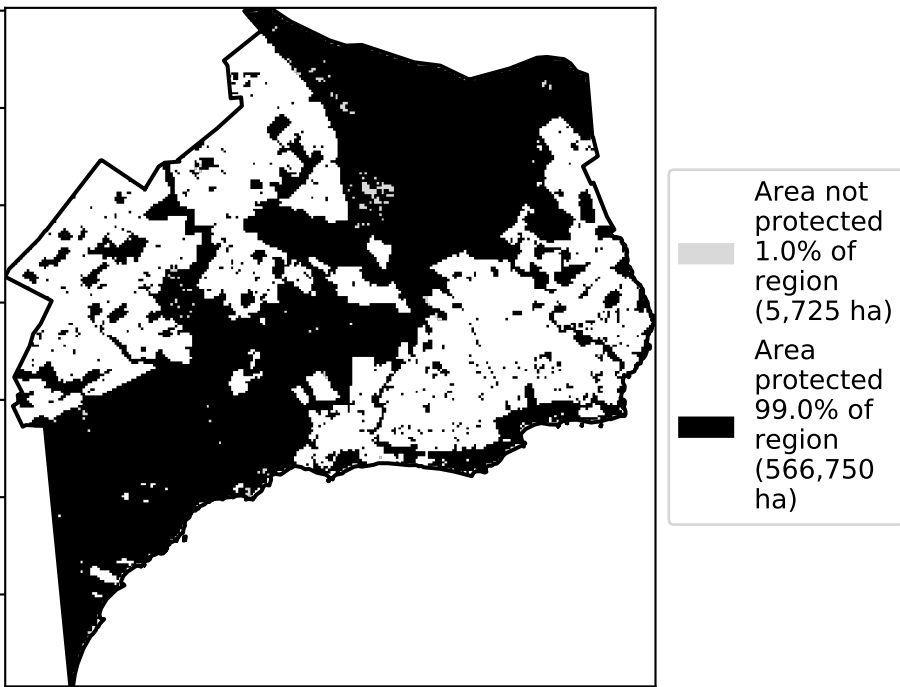 Area not
protected
1.0% of
region
(5,725 ha)
Area
protected
99.0% of
region
(566,750
ha)